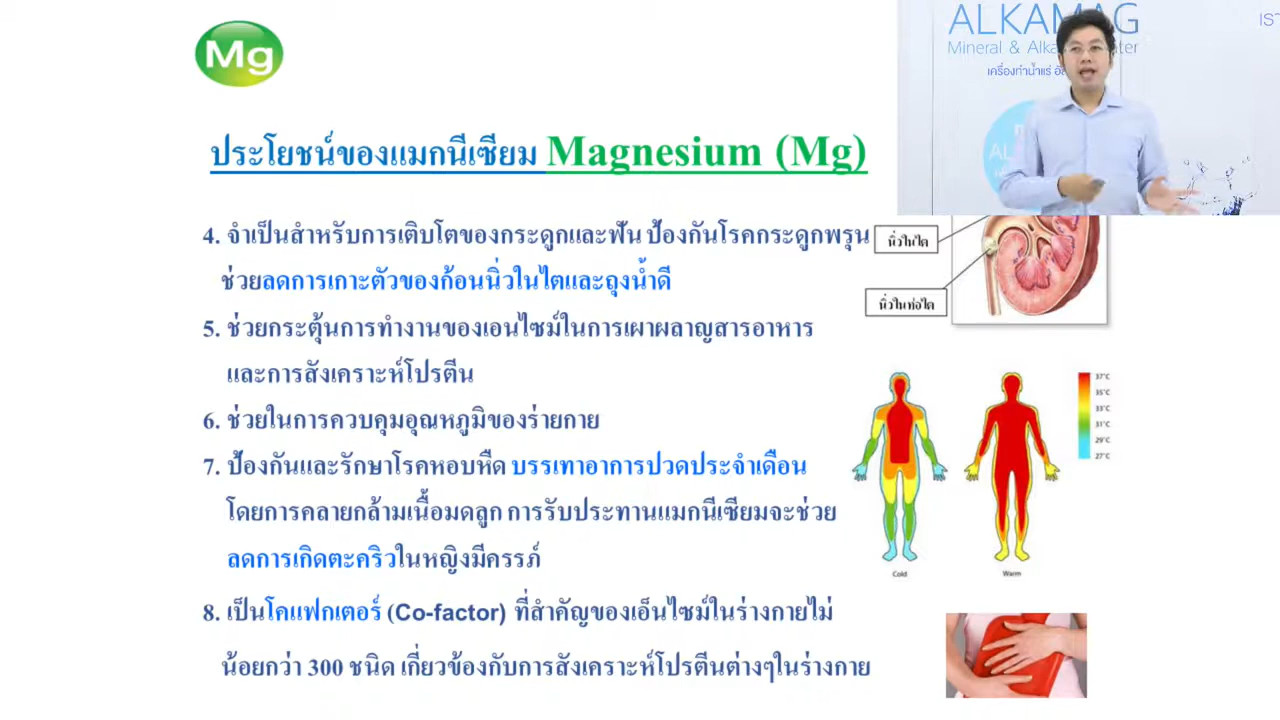 Mg
ALKAMAG
Mineral & Alka
เครื่องทำน้ำแร่
ประโยชน์ของแมกนีเซียม Magnesium (Mg)
4. จำเป็นสำหรับการเติบโตของกระดูกและฟัน ป้องกันโรคกระดูกพรุน
ช่วยลดการเกาะตัวของก้อนนิ่วในไตและถุงน้ำดี
นิ่วในไต
นิ่วในท่อไต
5. ช่วยกระตุ้นการทำงานของเอนไซม์ในการเผาผลาญสารอาหาร
และการสังเคราะห์โปรตีน
6. ช่วยในการควบคุมอุณหภูมิของร่ายกาย
7. ป้องกันและรักษาโรคหอบหืด บรรเทาอาการปวดประจำเดือน
โดยการคลายกล้ามเนื้อมดลูก การรับประทานแมกนีเซียมจะช่วย
ลดการเกิดตะคริวในหญิงมีครรภ์
8. เป็นโคแฟกเตอร์ (Co-factor) ที่สำคัญของเอ็นไซม์ในร่างกายไม่
น้อยกว่า 300 ชนิด เกี่ยวข้องกับการสังเคราะห์โปรตีนต่างๆในร่างกาย
37°C
35°C
33°C
31°C
29°C
27°C
Cold
Warm